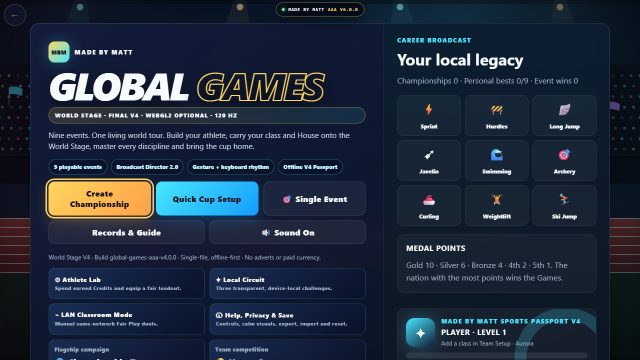 MADE BY MATT AAA V4.0.0
←
MBM
MADE BY MATT
GLOBAL GAMES
WORLD STAGE · FINAL V4 · WEBGL2 OPTIONAL · 120 HZ
Nine events. One living world tour. Build your athlete, carry your class and House onto the
World Stage, master every discipline and bring the cup home.
9 playable events
Broadcast Director 2.0
Gesture + keyboard rhythm
Offline V4 Passport
Create
Championship
Quick Cup Setup
Single Event
Records & Guide
Sound On
World Stage V4 · Build global-games-aaa-v4.0.0 · Single-file, offline-first · No adverts or paid currency.
Athlete Lab
Spend earned Credits and equip a fair loadout.
Local Circuit
Three transparent, device-local challenges.
LAN Classroom Mode
Manual same-network Fair Play duels.
Help, Privacy & Save
Controls, calm visuals, export, import and reset.
Flagship campaign
Team competition
CAREER BROADCAST
Your local legacy
Championships 0 · Personal bests 0/9 · Event wins 0
Sprint
Hurdles
Long Jump
Javelin
Swimming
Archery
Curling
Weightlift
Ski Jump
MEDAL POINTS
Gold 10 · Silver 6 · Bronze 4 · 4th 2 · 5th 1. The
nation with the most points wins the Games.
MADE BY MATT SPORTS PASSPORT V4
PLAYER · LEVEL 1
Add a class in Team Setup · Aurora